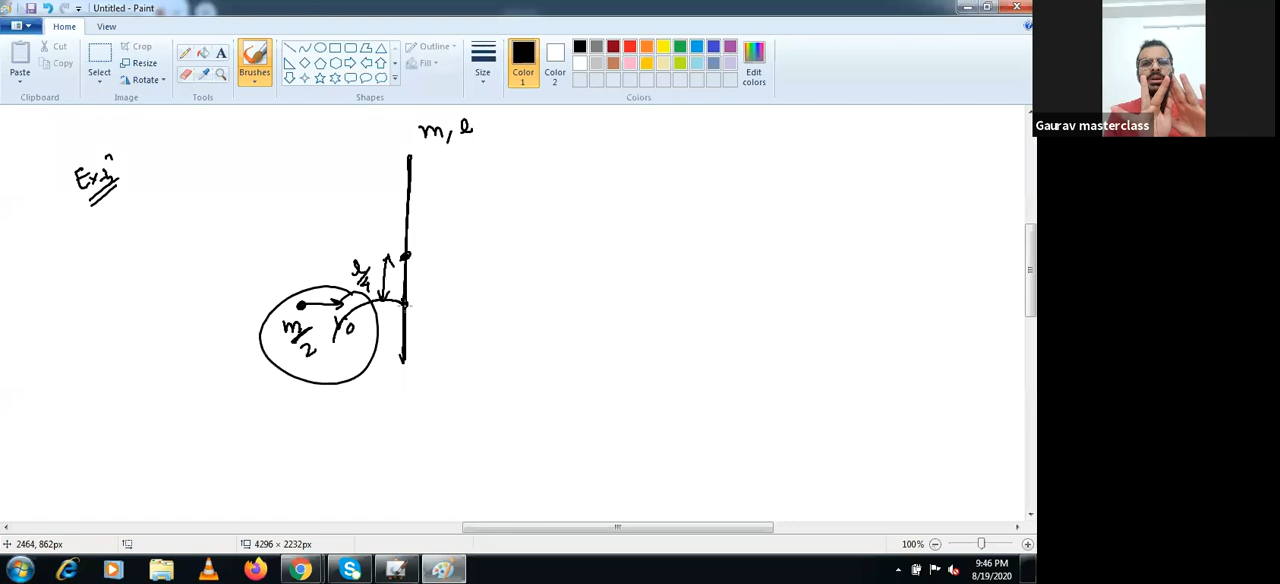 Untitled - Paint
Home View
Paste
Cut
Copy
Clipboard
Select
Crop
Resize
Rotate
Image
A
Tools
Brushes
Shapes
Outline
Fill
Size
Color 1
Color 2
Edit colors
Colors
Gaurav masterclass
m, l
l/4
m/2
V0
2464, 862px
4296 × 2232px
100%
9:46 PM
8/19/2020